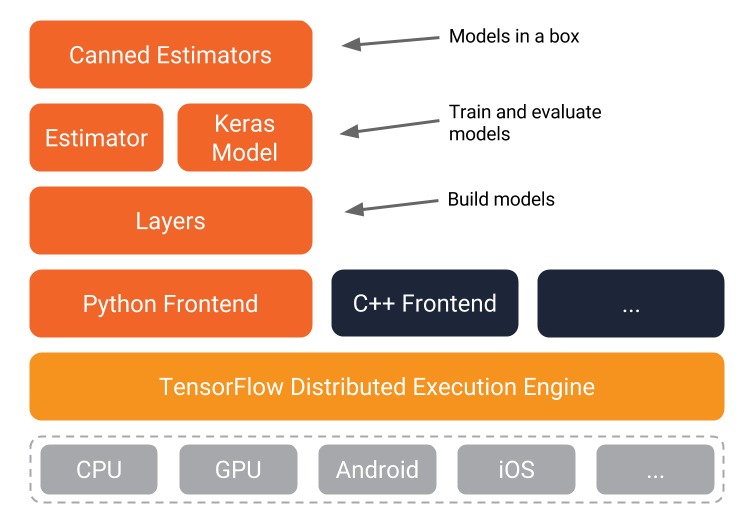 Canned Estimators
Models in a box
Estimator
Keras
Model
Train and evaluate
models
Layers
Build models
Python Frontend
C++ Frontend
...
TensorFlow Distributed Execution Engine
CPU
GPU
Android
iOS
...